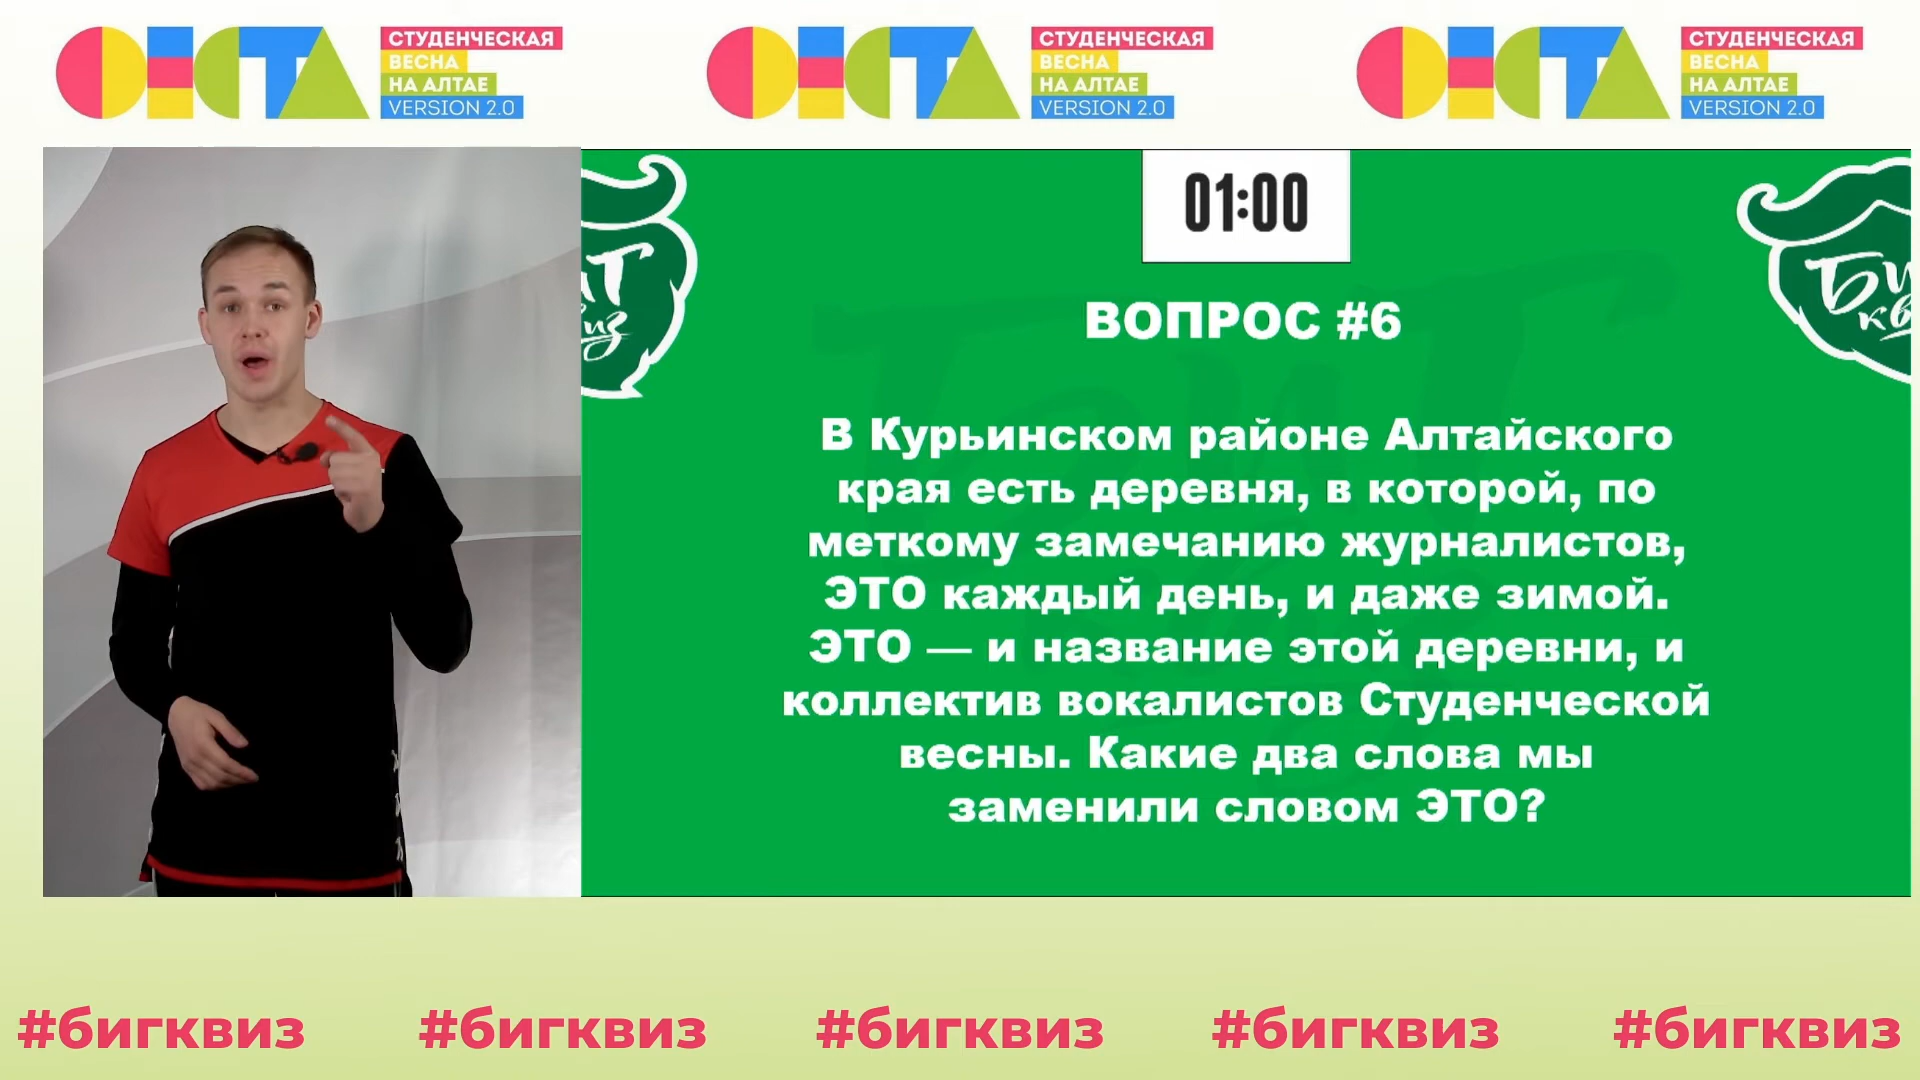 СТУДЕНЧЕСКАЯ
ВЕСНА
НА АЛТАЕ
VERSION 2.0
СТУДЕНЧЕСКАЯ
ВЕСНА
НА АЛТАЕ
VERSION 2.0
СТУДЕНЧЕСКАЯ
ВЕСНА
НА АЛТАЕ
VERSION 2.0
01:00
ВОПРОС #6
В Курьинском районе Алтайского
края есть деревня, в которой, по
меткому замечанию журналистов,
ЭТО каждый день, и даже зимой.
ЭТО — и название этой деревни, и
коллектив вокалистов Студенческой
весны. Какие два слова мы
заменили словом ЭТО?
#бигквиз #бигквиз #бигквиз #бигквиз #бигквиз